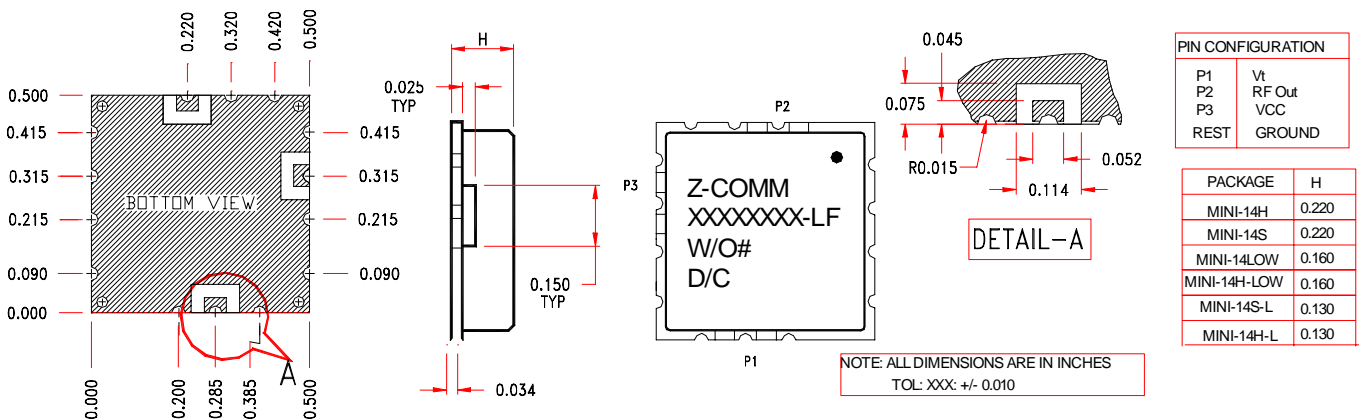 0.220
0.320
0.420
0.500
0.500
0.415
0.315
0.215
0.090
0.000
0.415
0.315
0.215
0.090
BOTTOM VIEW
0.000
0.200
0.285
0.385
0.500
A
H
0.025
TYP
0.150
TYP
0.034
P2
P3
Z-COMM
XXXXXXXX-LF
W/O#
D/C
P1
0.045
0.075
R0.015
0.052
0.114
DETAIL-A
NOTE: ALL DIMENSIONS ARE IN INCHES
TOL: XXX: +/- 0.010
PIN CONFIGURATION
P1 Vt
P2 RF Out
P3 VCC
REST GROUND
PACKAGE H
MINI-14H 0.220
MINI-14S 0.220
MINI-14LOW 0.160
MINI-14H-LOW 0.160
MINI-14S-L 0.130
MINI-14H-L 0.130